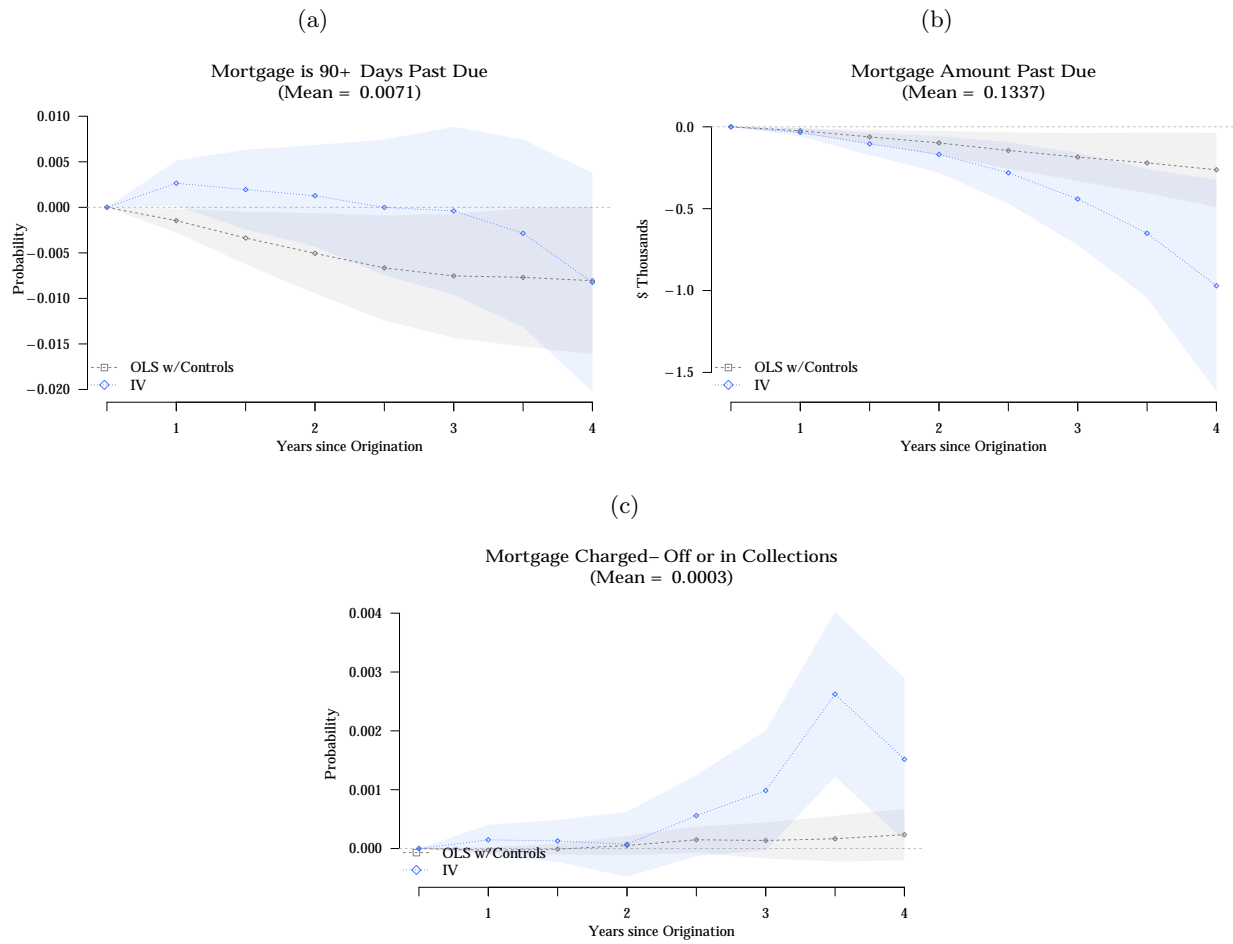 (a)
Mortgage is 90+ Days Past Due
(Mean = 0.0071)
0.010
0.005
0.000
−0.005
−0.010
−0.015
−0.020
Probability
OLS w/Controls
IV
1 2 3 4
Years since Origination
(b)
Mortgage Amount Past Due
(Mean = 0.1337)
0.0
−0.5
−1.0
−1.5
$ Thousands
OLS w/Controls
IV
1 2 3 4
Years since Origination
(c)
Mortgage Charged−Off or in Collections
(Mean = 0.0003)
0.004
0.003
0.002
0.001
0.000
Probability
OLS w/Controls
IV
1 2 3 4
Years since Origination